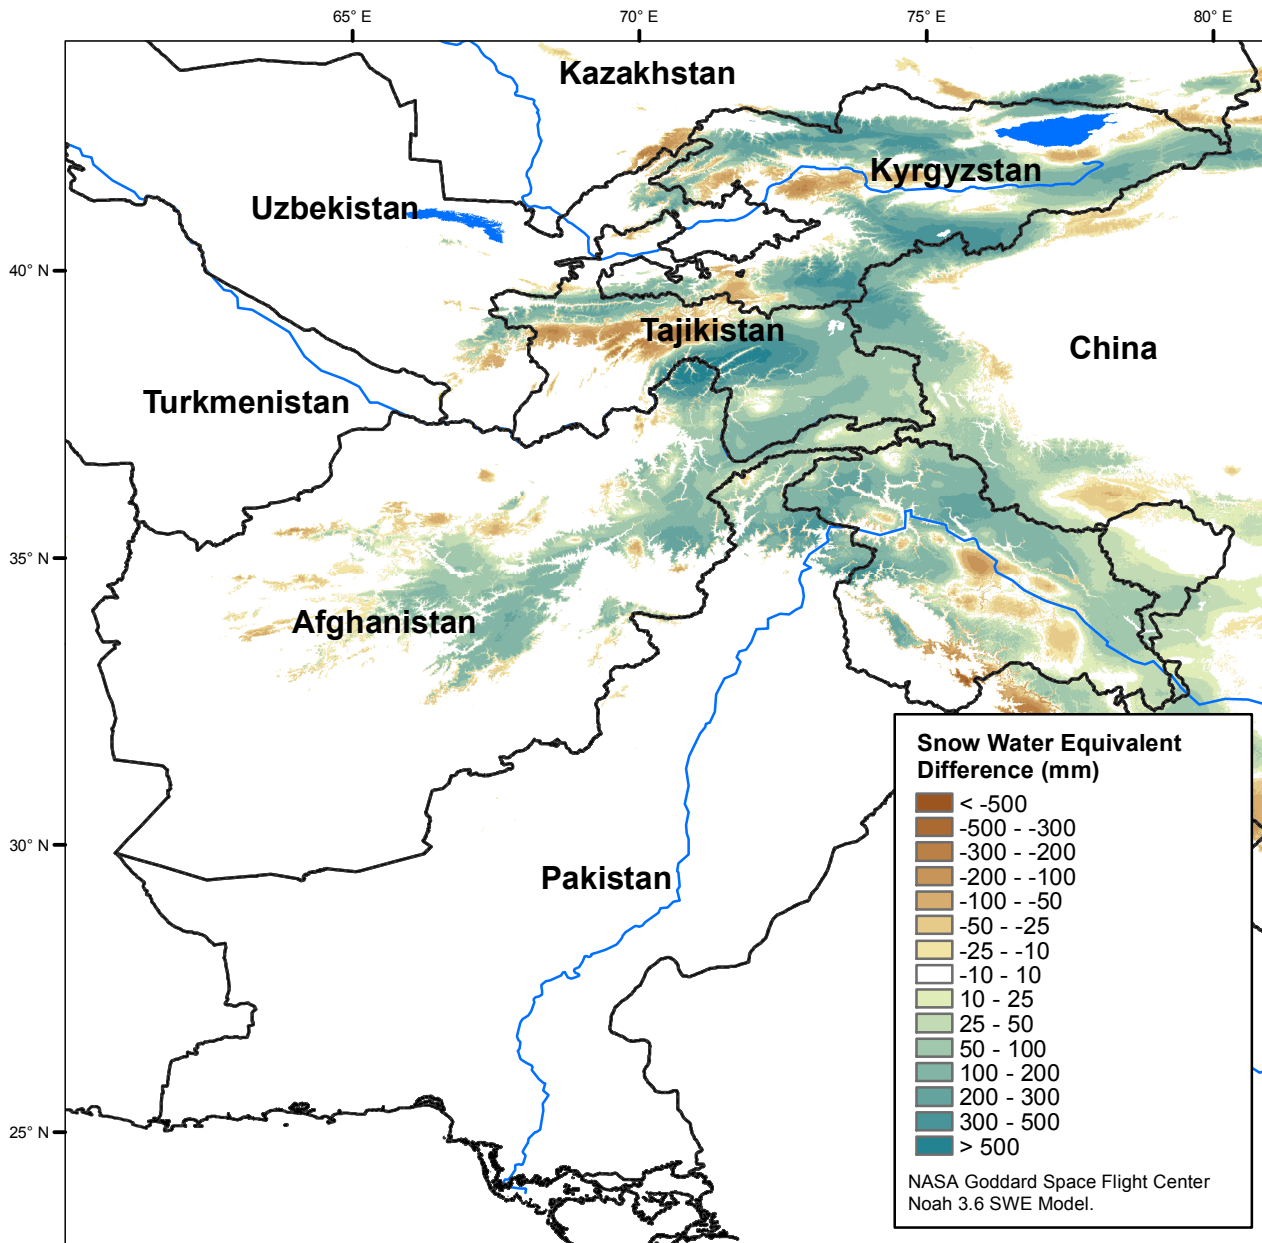 65° E
70° E
75° E
80° E
Kazakhstan
Kyrgyzstan
Uzbekistan
40° N
Tajikistan
China
Turkmenistan
35° N
Afghanistan
Snow Water Equivalent
Difference (mm)
< -500
-500 - -300
30° N
-300 - -200
Pakistan
-200 - -100
-100 - -50
-50 - -25
-25 - -10
-10 - 10
10 - 25
25 - 50
50 - 100
100 - 200
200 - 300
300 - 500
25° N
> 500
NASA Goddard Space Flight Center
Noah 3.6 SWE Model.